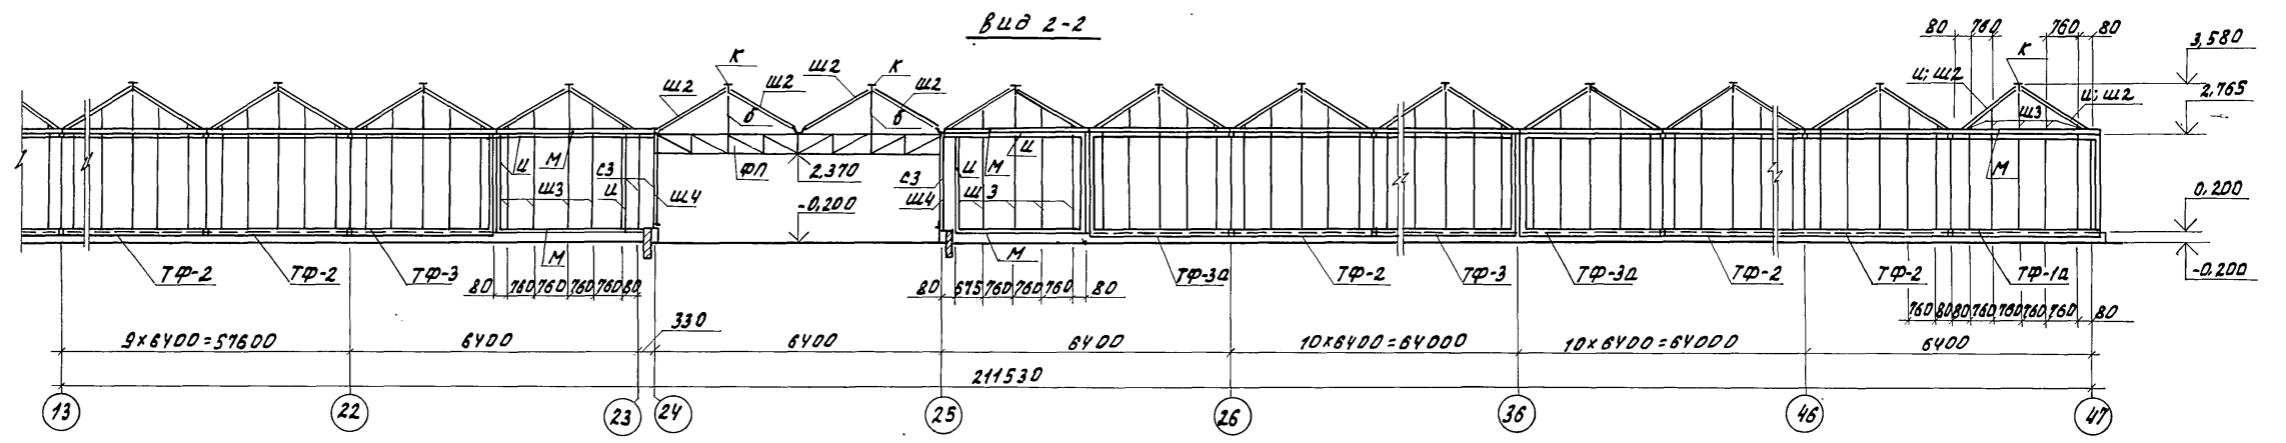 Вид 2-2
80 760 760 80
3,580
К К К
Ш2 Ш2 Ш2 Ш2 И; Ш2 И; Ш2
2,765
б б Ш3
И М ФП 2,370 И М И М
С3 С3
Ш3 И Ш4 Ш4 Ш3
-0,200 0,200
ТФ-2 ТФ-2 ТФ-3 М М ТФ-3а ТФ-2 ТФ-3 ТФ-3а ТФ-2 ТФ-2 ТФ-1а
-0,200
80 760 760 760 760 80 80 675 760 760 760 80
760 80 80 760 760 760 760 80
330
9×6400=57600 6400 6400 6400 10×6400=64000 10×6400=64000 6400
211530
13 22 23 24 25 26 36 46 47